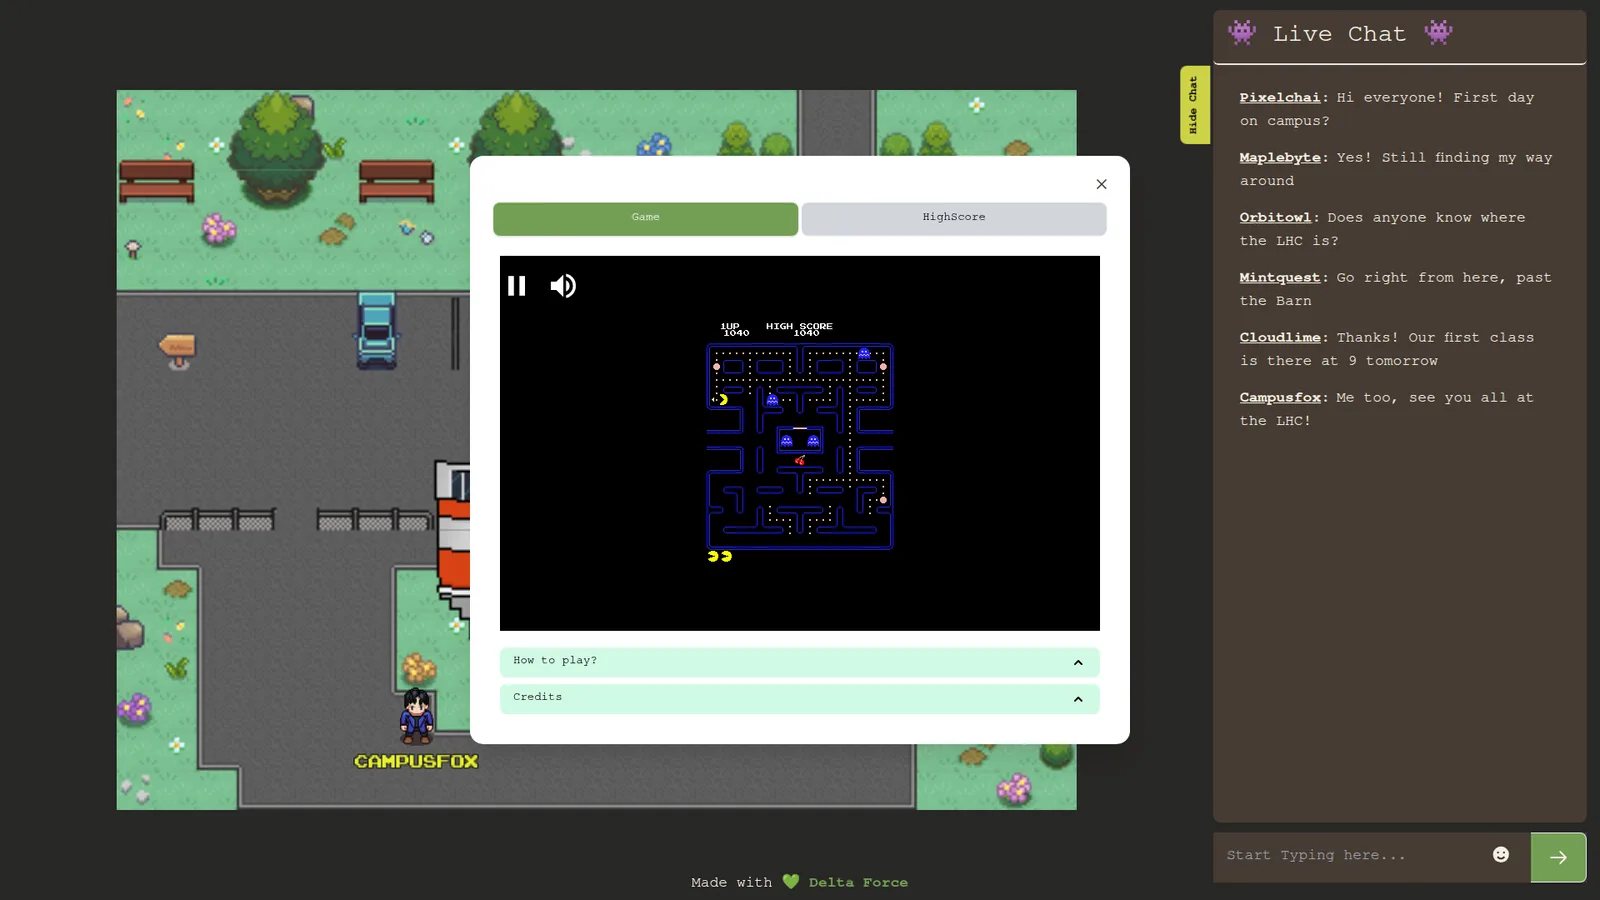 👾 Live Chat 👾
Hide Chat
Pixelchai: Hi everyone! First day
on campus?
Maplebyte: Yes! Still finding my way
around
Orbitowl: Does anyone know where
the LHC is?
Mintquest: Go right from here, past
the Barn
Cloudlime: Thanks! Our first class
is there at 9 tomorrow
Campusfox: Me too, see you all at
the LHC!
Start Typing here...
Game
HighScore
1UP HIGH SCORE
1040 1040
How to play?
Credits
CAMPUSFOX
Made with 💚 Delta Force